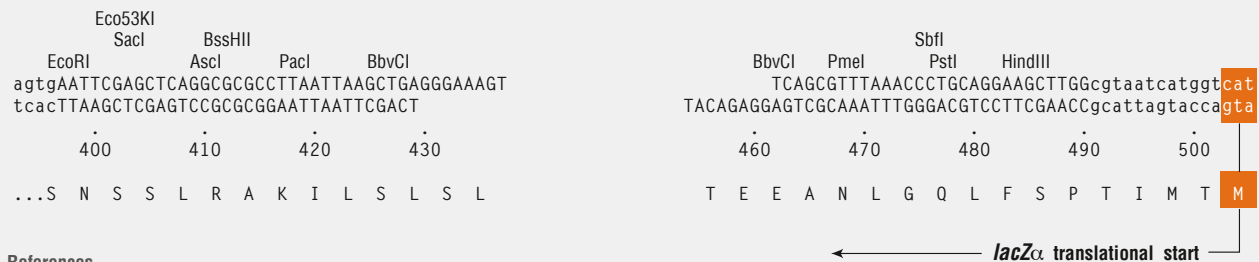 Eco53KI SbfI
SacI BssHII
EcoRI AscI PacI BbvCI BbvCI PmeI PstI HindIII
agtgAATTCGAGCTCAGGCGCGCCTTAATTAAGCTGAGGGAAAGT TCAGCGTTTAAACCCTGCAGGAAGCTTGGcgtaatcatggtcat
tcacTTAAGCTCGAGTCCGCGCGGAATTAATTCGACT TACAGAGGAGTCGCAAATTTGGGACGTCCTTCGAACCgcattagtaccagta
. . . . . . . . .
400 410 420 430 460 470 480 490 500
...S N S S L R A K I L S L S L T E E A N L G Q L F S P T I M T M
lacZα translational start